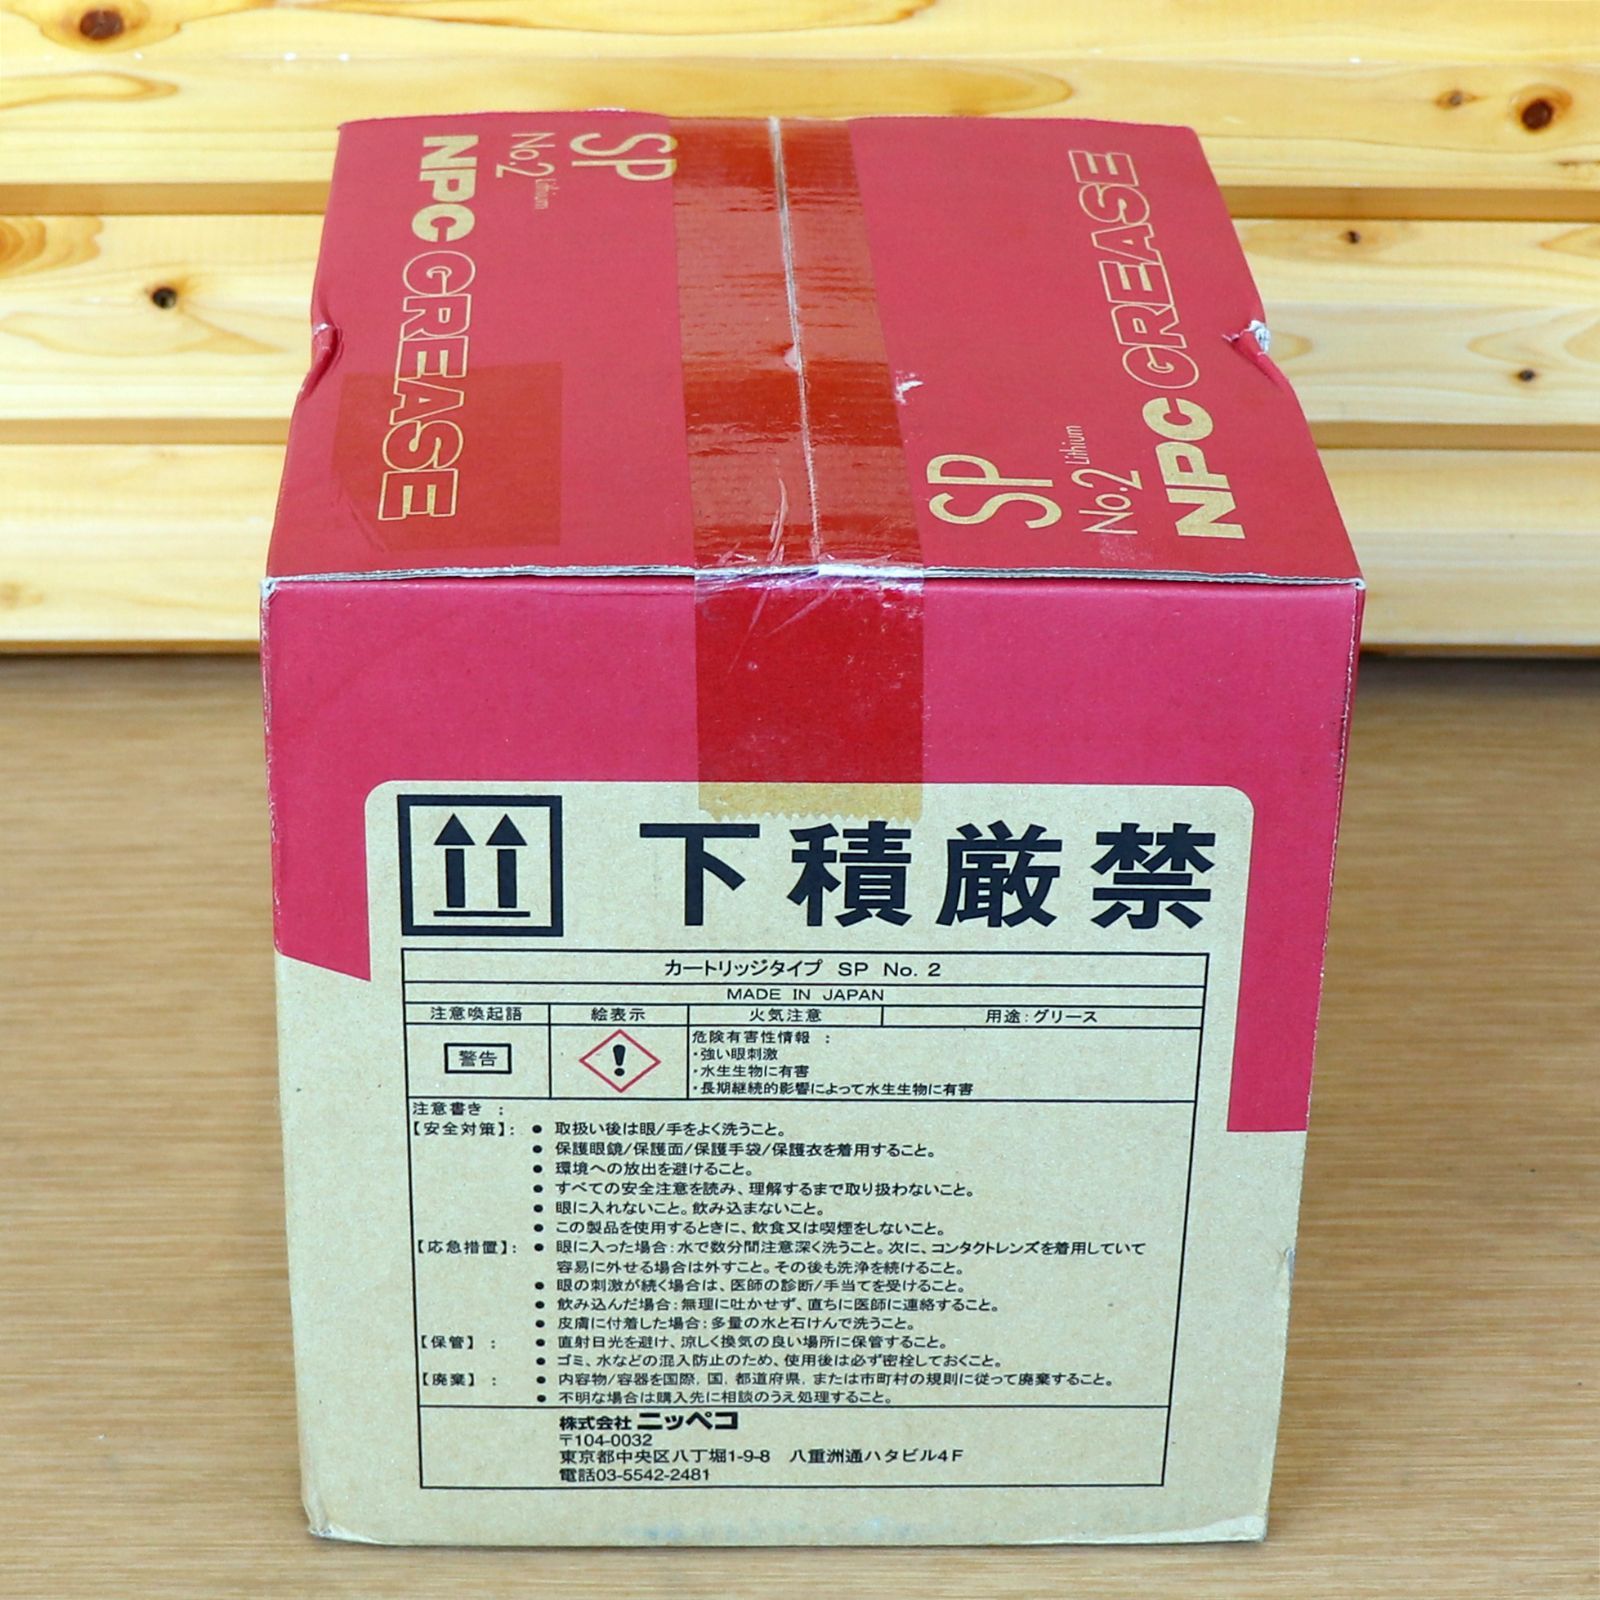 SP
No.2 Lithium
NPC GREASE
SP
No.2 Lithium
NPC GREASE
下積厳禁
カートリッジタイプ SP No. 2
MADE IN JAPAN
注意喚起語 絵表示 火気注意 用途:グリース
警告
!
危険有害性情報 :
・強い眼刺激
・水生生物に有害
・長期継続的影響によって水生生物に有害
注意書き :
【安全対策】: ● 取扱い後は眼/手をよく洗うこと。
● 保護眼鏡/保護面/保護手袋/保護衣を着用すること。
● 環境への放出を避けること。
● すべての安全注意を読み、理解するまで取り扱わないこと。
● 眼に入れないこと。飲み込まないこと。
● この製品を使用するときに、飲食又は喫煙をしないこと。
【応急措置】: ● 眼に入った場合:水で数分間注意深く洗うこと。次に、コンタクトレンズを着用していて
容易に外せる場合は外すこと。その後も洗浄を続けること。
● 眼の刺激が続く場合は、医師の診断/手当てを受けること。
● 飲み込んだ場合:無理に吐かせず、直ちに医師に連絡すること。
● 皮膚に付着した場合:多量の水と石けんで洗うこと。
【保管】 : ● 直射日光を避け、涼しく換気の良い場所に保管すること。
● ゴミ、水などの混入防止のため、使用後は必ず密栓しておくこと。
【廃棄】 : ● 内容物/容器を国際, 国, 都道府県, または市町村の規則に従って廃棄すること。
● 不明な場合は購入先に相談のうえ処理すること。
株式会社 ニッペコ
〒104-0032
東京都中央区八丁堀1-9-8 八重洲通ハタビル4F
電話03-5542-2481